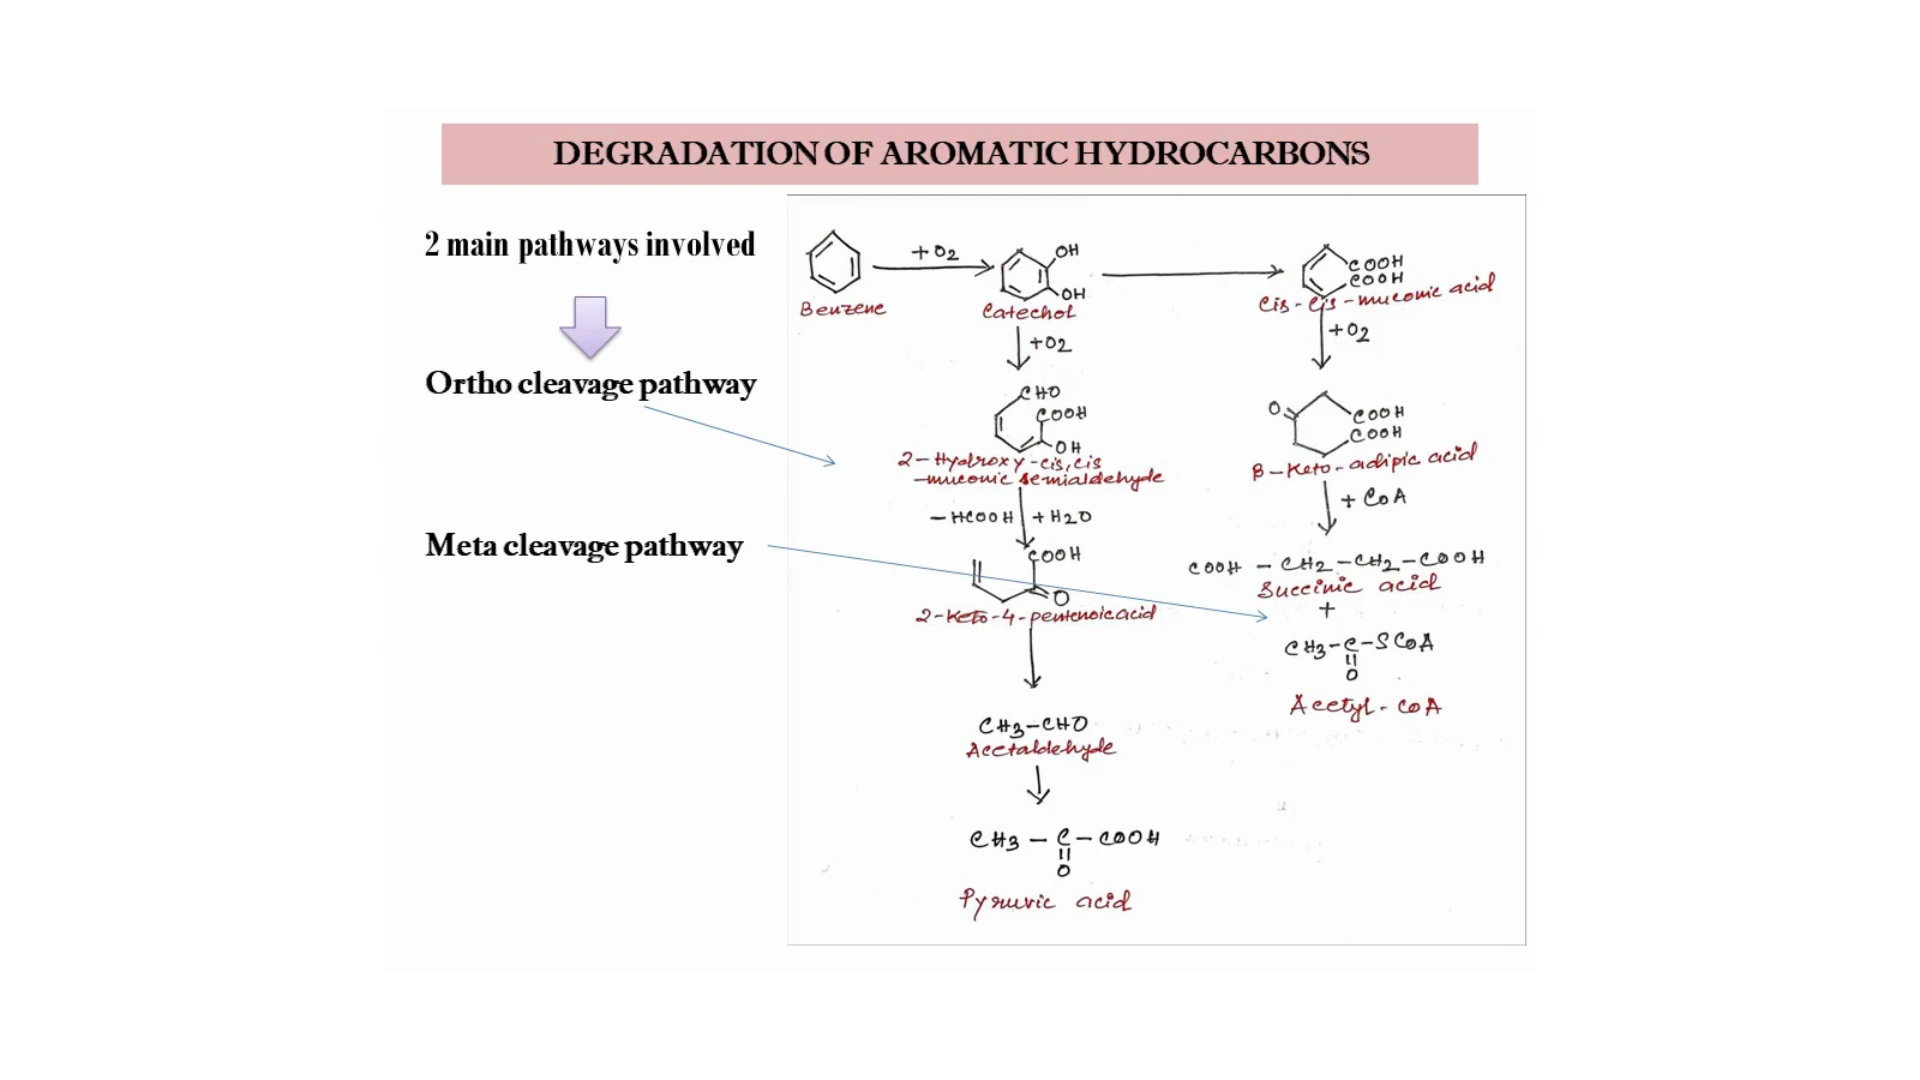 DEGRADATION OF AROMATIC HYDROCARBONS
2 main pathways involved
Ortho cleavage pathway
Meta cleavage pathway
+O2
OH
OH
Benzene
Catechol
COOH
COOH
Cis-Cis-muconic acid
+O2
+O2
CHO
COOH
OH
2-Hydroxy-cis,cis
-muconic semialdehyde
O
COOH
COOH
B-Keto-adipic acid
-HCOOH +H2O
+ CoA
COOH
O
2-Keto-4-pentenoic acid
COOH - CH2-CH2-COOH
Succinic acid
+
CH3-C-SCoA
O
Acetyl-CoA
CH3-CHO
Acetaldehyde
CH3 - C - COOH
O
Pyruvic acid